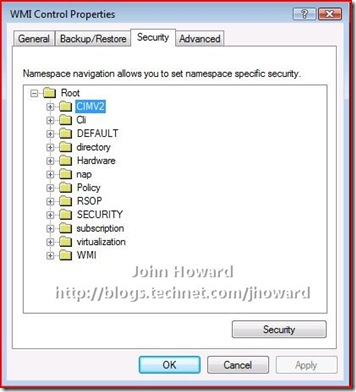 WMI Control Properties
General
Backup/Restore
Security
Advanced
Namespace navigation allows you to set namespace specific security.
Root
CIMV2
Cli
DEFAULT
directory
Hardware
nap
Policy
RSOP
SECURITY
subscription
virtualization
WMI
John Howard
http://blogs.technet.com/jhoward
Security
OK
Cancel
Apply